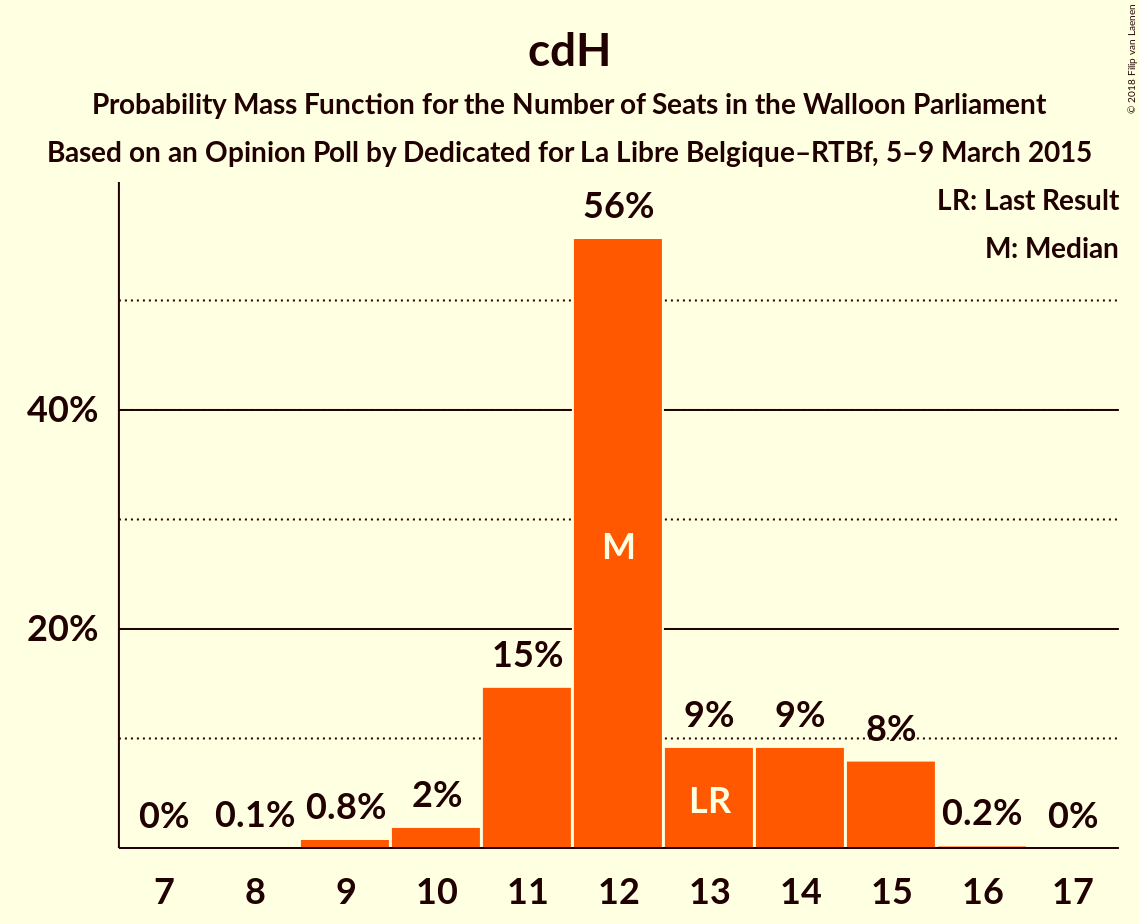 cdH
Probability Mass Function for the Number of Seats in the Walloon Parliament
Based on an Opinion Poll by Dedicated for La Libre Belgique–RTBf, 5–9 March 2015
© 2018 Filip van Laenen
LR: Last Result
M: Median
56%
40%
M
20%
15%
9%
9%
8%
LR
0%
0.1%
0.8%
2%
0.2%
0%
7 8 9 10 11 12 13 14 15 16 17